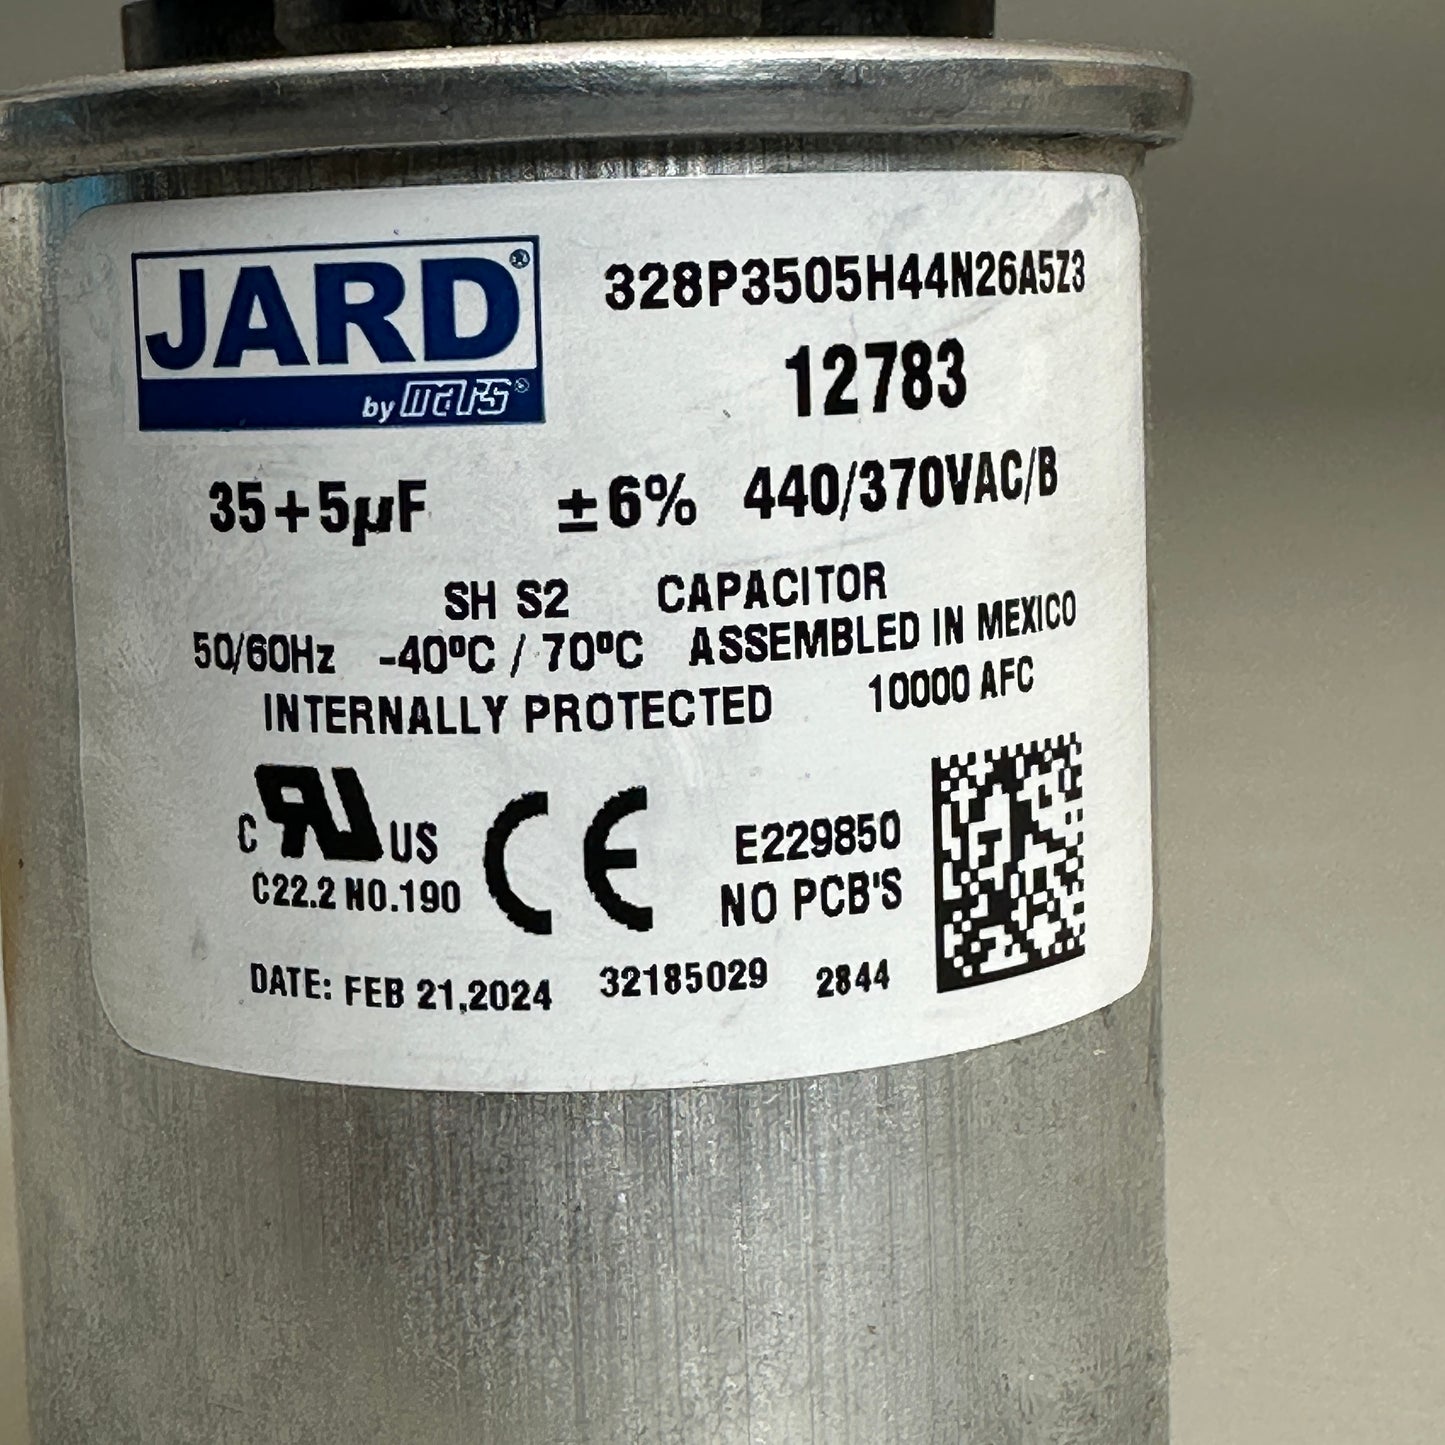 JARD®
by mars®
328P3505H44N26A5Z3
12783
35+5µF ±6% 440/370VAC/B
SH S2 CAPACITOR
50/60Hz -40ºC / 70ºC ASSEMBLED IN MEXICO
INTERNALLY PROTECTED 10000 AFC
C RU US
C22.2 NO.190
CE
E229850
NO PCB'S
DATE: FEB 21,2024 32185029 2844